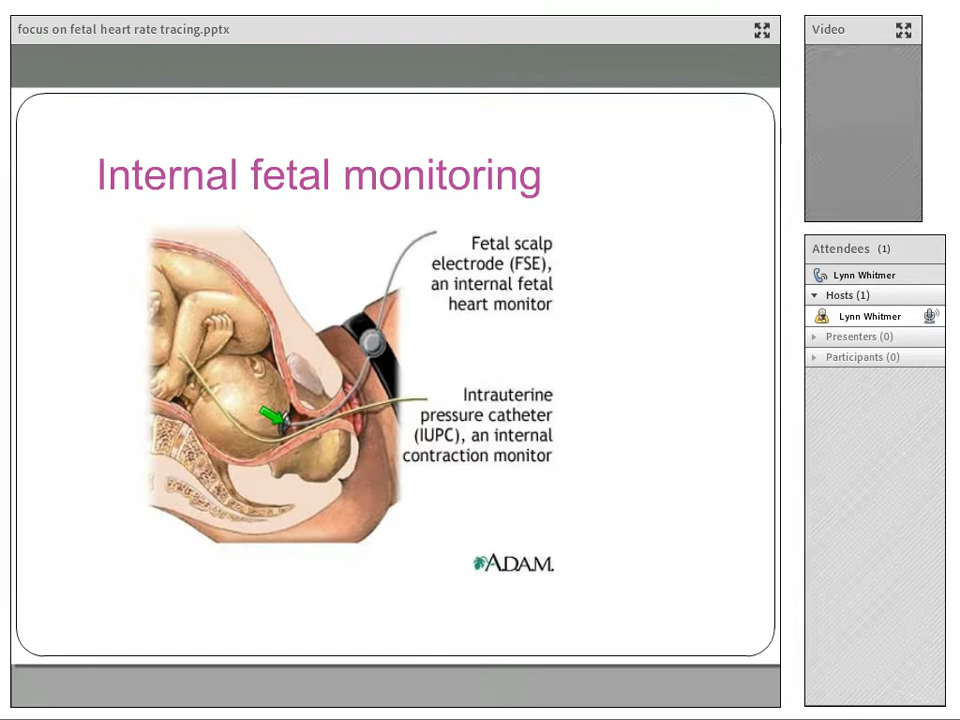 focus on fetal heart rate tracing.pptx
Internal fetal monitoring
Fetal scalp
electrode (FSE),
an internal fetal
heart monitor
Intrauterine
pressure catheter
(IUPC), an internal
contraction monitor
ADAM.
Video
Attendees (1)
Lynn Whitmer
Hosts (1)
Lynn Whitmer
Presenters (0)
Participants (0)